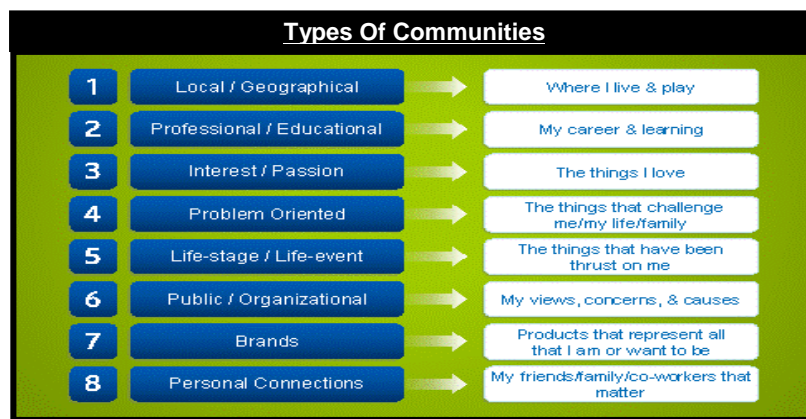 Types Of Communities
1 Local / Geographical Where I live & play
2 Professional / Educational My career & learning
3 Interest / Passion The things I love
4 Problem Oriented The things that challenge
me/my life/family
5 Life-stage / Life-event The things that have been
thrust on me
6 Public / Organizational My views, concerns, & causes
7 Brands Products that represent all
that I am or want to be
8 Personal Connections My friends/family/co-workers that
matter